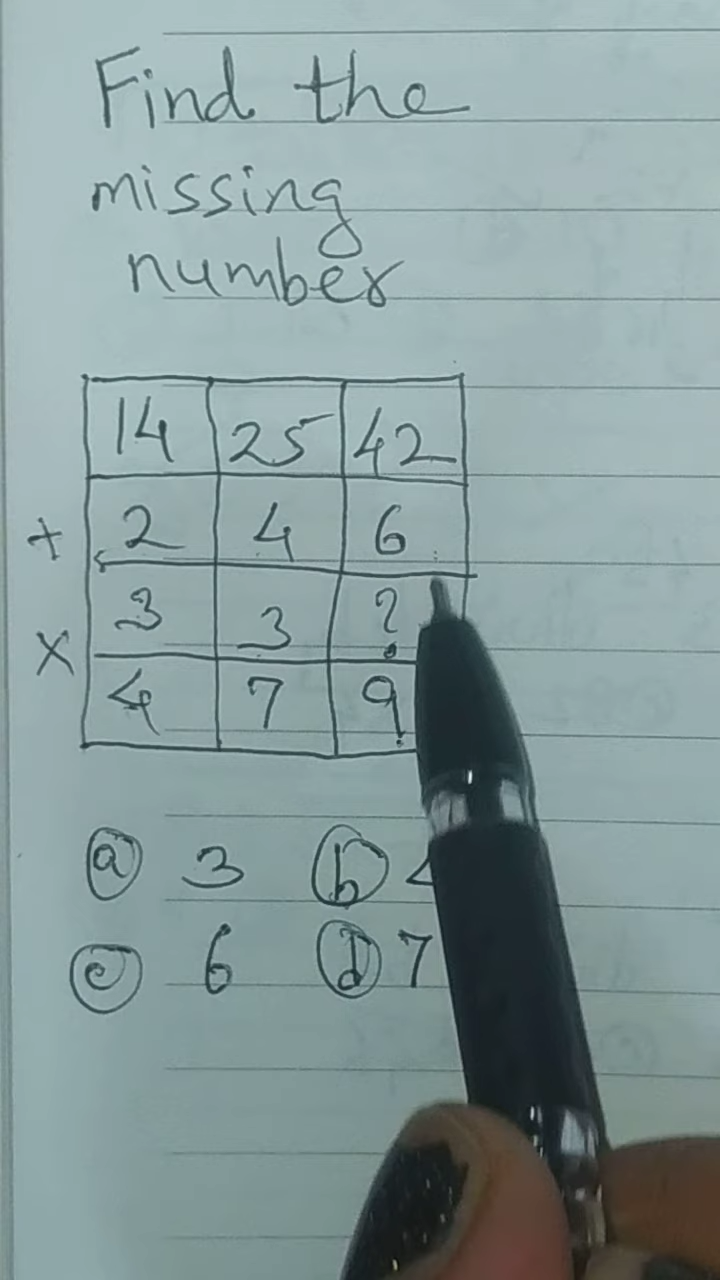 Find the
missing
number
14 25 42
+ 2 4 6
3 3 ?
X 4 7 9
(a) 3 (b)
(c) 6 (d) 7